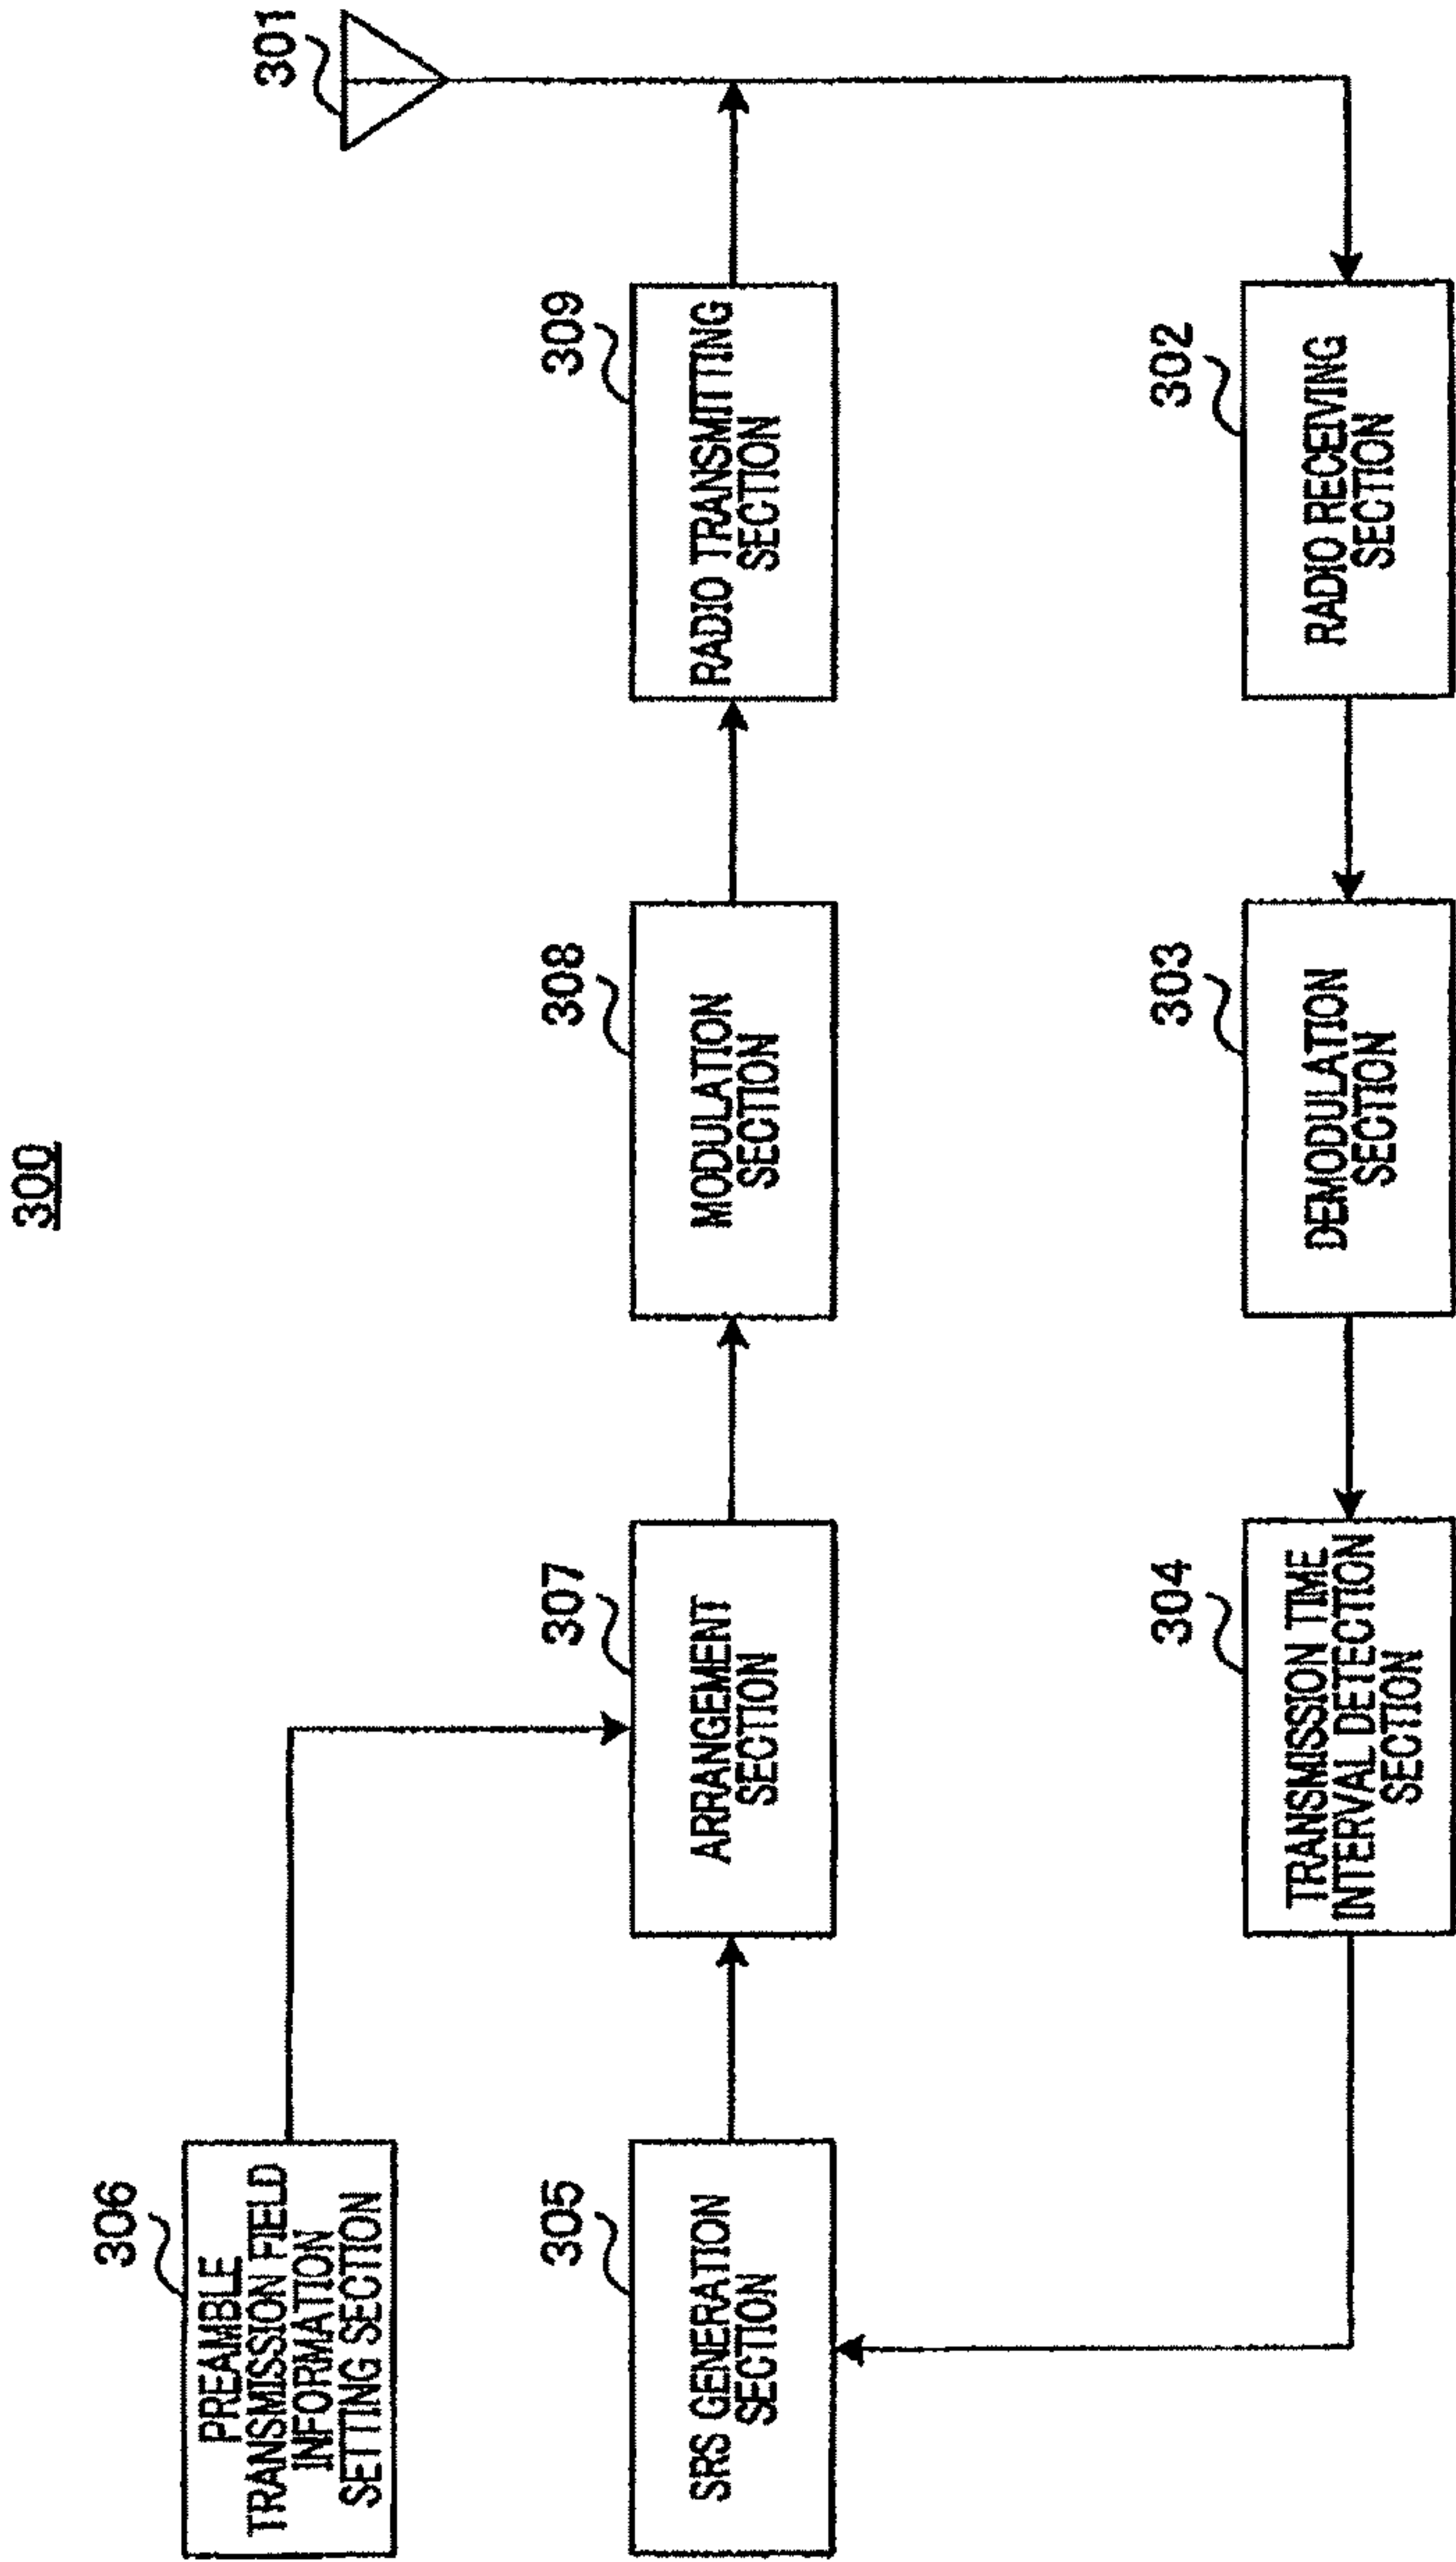 300
301
306
PREAMBLE
TRANSMISSION FIELD
INFORMATION
SETTING SECTION
305
SRS GENERATION
SECTION
307
ARRANGEMENT
SECTION
308
MODULATION
SECTION
309
RADIO TRANSMITTING
SECTION
304
TRANSMISSION TIME
INTERVAL DETECTION
SECTION
303
DEMODULATION
SECTION
302
RADIO RECEIVING
SECTION